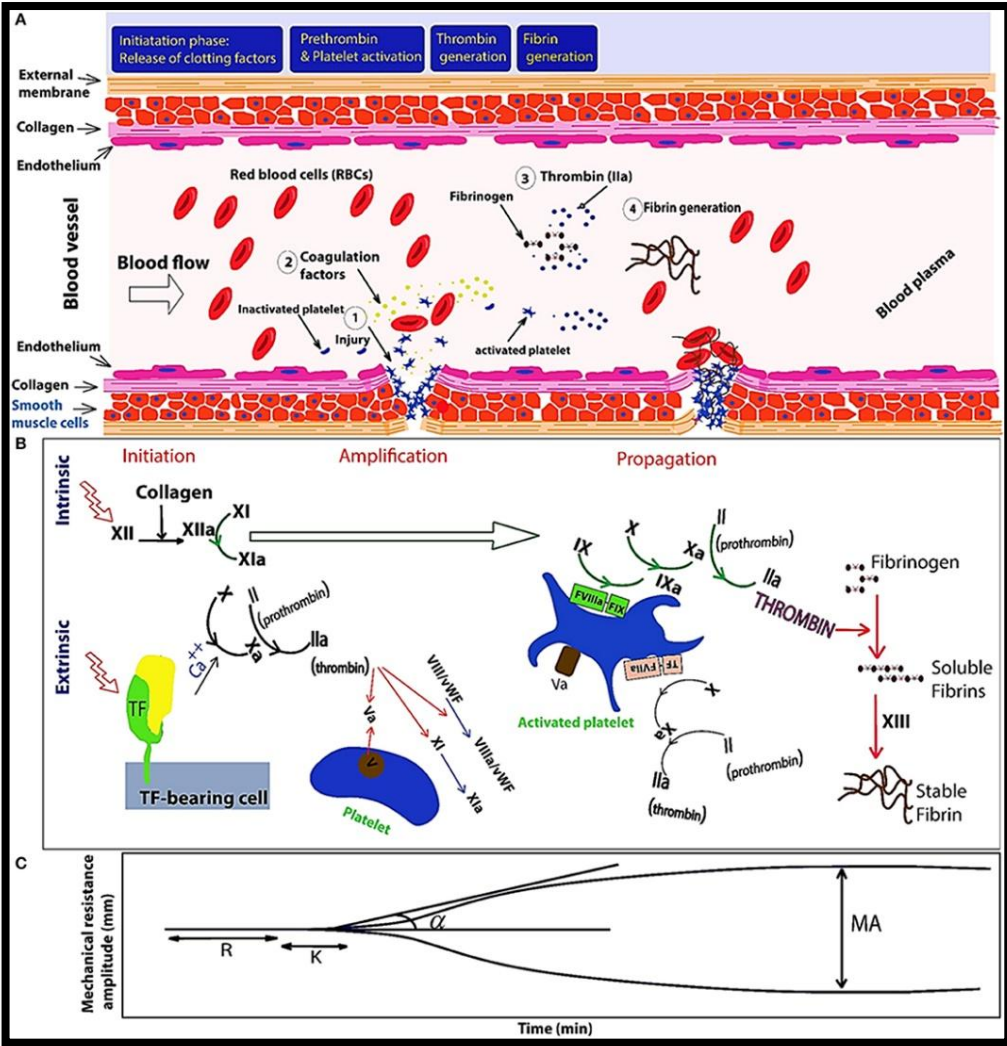 A
Initiatation phase:
Release of clotting factors
Prethrombin
& Platelet activation
Thrombin
generation
Fibrin
generation
External
membrane
Collagen
Endothelium
Blood vessel
Red blood cells (RBCs)
3 Thrombin (IIa)
Fibrinogen
4 Fibrin generation
Blood flow
2 Coagulation
factors
Inactivated platelet
1
Injury
activated platelet
Blood plasma
Endothelium
Collagen
Smooth
muscle cells
B
Initiation
Amplification
Propagation
Intrinsic
Collagen
XII
XIIa
XI
XIa
IX
IXa
X
Xa
II
(prothrombin)
IIa
THROMBIN
FVIIIa
FIX
Fibrinogen
Soluble
Fibrins
XIII
Stable
Fibrin
Extrinsic
TF
TF-bearing cell
Ca++
X
Xa
II
(prothrombin)
IIa
(thrombin)
Va
V
Platelet
XI
XIa
VIII/vWF
VIIIa/vWF
Va
Activated platelet
TF
FVIIa
X
Xa
II
(prothrombin)
IIa
(thrombin)
C
Mechanical resistance
amplitude (mm)
R
K
α
MA
Time (min)